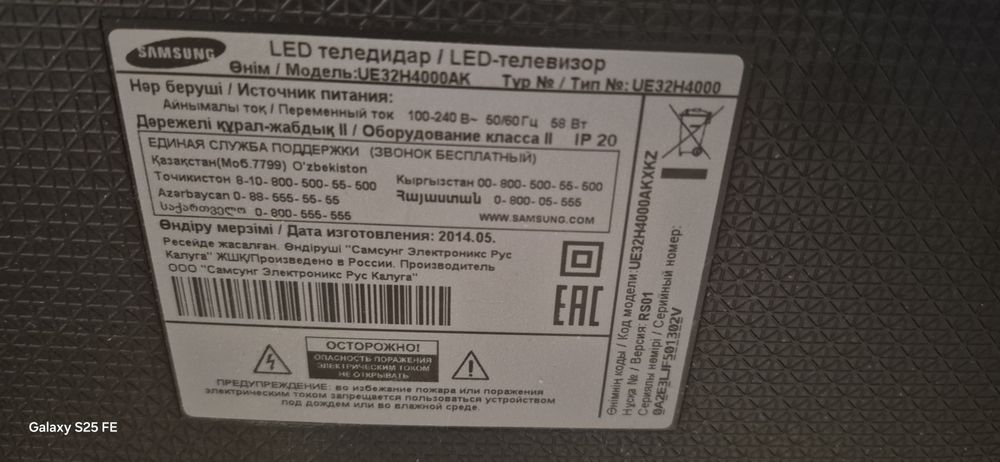 SAMSUNG
LED теледидар / LED-телевизор
Өнім / Модель:UE32H4000AK Түр № / Тип №: UE32H4000
Нәр беруші / Источник питания:
Айнымалы тоқ / Переменный ток 100-240 В~ 50/60 Гц 58 Вт
Дәрежелі құрал-жабдық II / Оборудование класса II IP 20
ЕДИНАЯ СЛУЖБА ПОДДЕРЖКИ (ЗВОНОК БЕСПЛАТНЫЙ)
Қазақстан(Моб.7799) O'zbekiston
Точикистон 8-10-800-500-55-500 Кыргызстан 00-800-500-55-500
Azərbaycan 0-88-555-55-55 Հայաստան 0-800-05-555
საქართველო 0-800-555-555 WWW.SAMSUNG.COM
Өндіру мерзімі / Дата изготовления: 2014.05.
Ресейде жасалған. Өндіруші "Самсунг Электроникс Рус
Калуга" ЖШҚ/Произведено в России. Производитель
ООО "Самсунг Электроникс Рус Калуга"
EAC
ОСТОРОЖНО!
ОПАСНОСТЬ ПОРАЖЕНИЯ
ЭЛЕКТРИЧЕСКИМ ТОКОМ
НЕ ОТКРЫВАТЬ
ПРЕДУПРЕЖДЕНИЕ: во избежание пожара или поражения
электрическим током запрещается пользоваться устройством
под дождем или во влажной среде.
Өнімнің коды / Код модели:UE32H4000AKXKZ
Нұсқа № / Версия: RS01
Сериялы нөмірі / Серийный номер:
0A2E3LJF501302V
Galaxy S25 FE